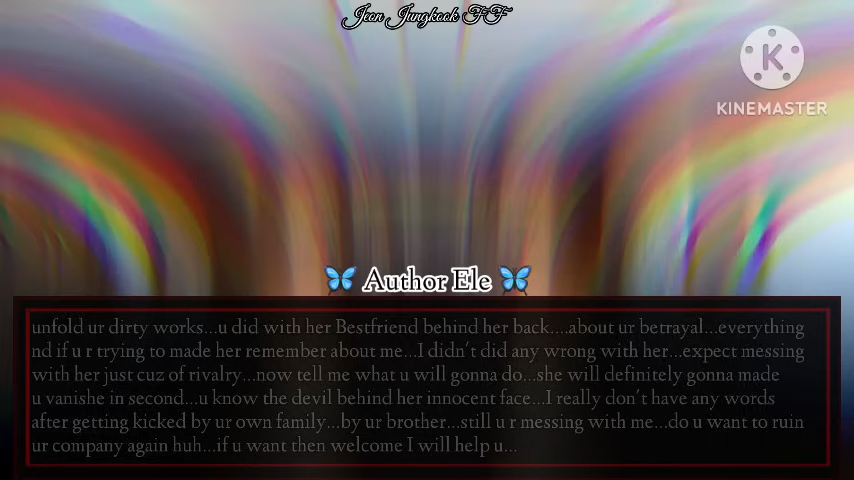 Jeon Jungkook FF
KINEMASTER
Author Ele
unfold ur dirty works...u did with her Bestfriend behind her back....about ur betrayal...everything
nd if u r trying to made her remember about me...I didn't did any wrong with her...expect messing
with her just cuz of rivalry...now tell me what u will gonna do...she will definitely gonna made
u vanishe in second...u know the devil behind her innocent face...I really don't have any words
after getting kicked by ur own family...by ur brother...still u r messing with me...do u want to ruin
ur company again huh...if u want then welcome I will help u...